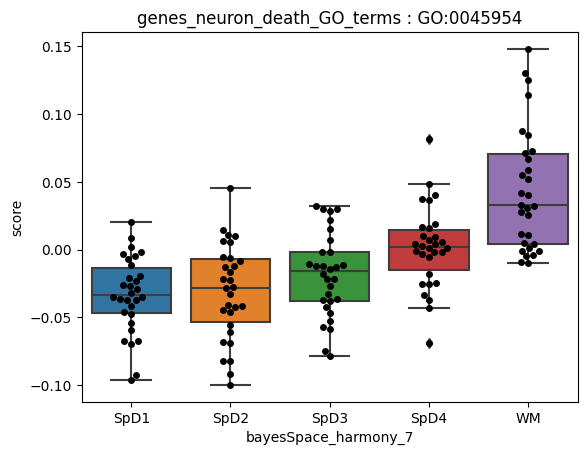 genes_neuron_death_GO_terms : GO:0045954
score
0.15
0.10
0.05
0.00
−0.05
−0.10
SpD1 SpD2 SpD3 SpD4 WM
bayesSpace_harmony_7